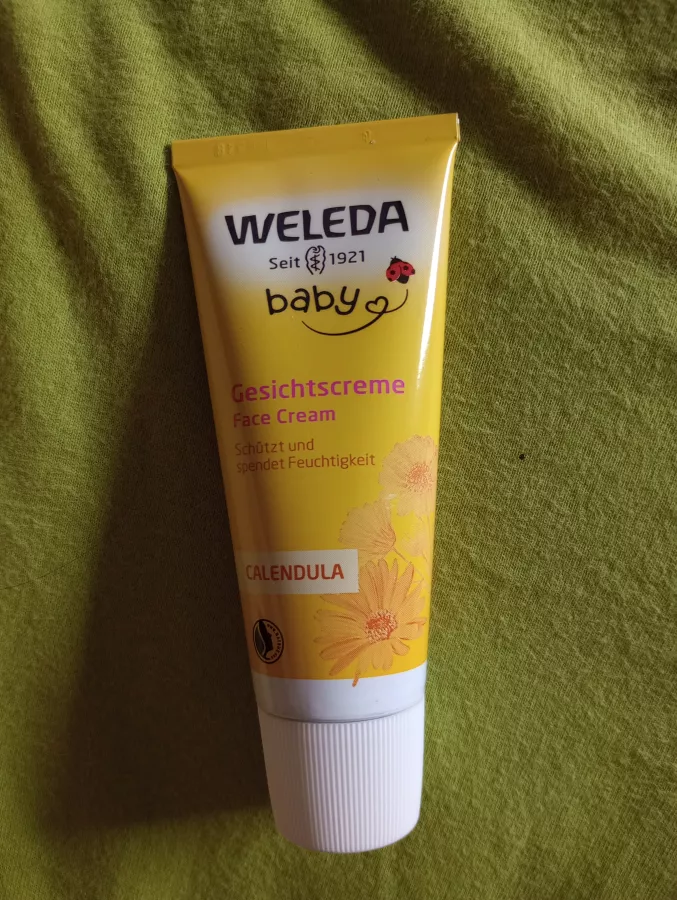 WELEDA
Seit 1921
baby
Gesichtscreme
Face Cream
Schützt und
spendet Feuchtigkeit
CALENDULA